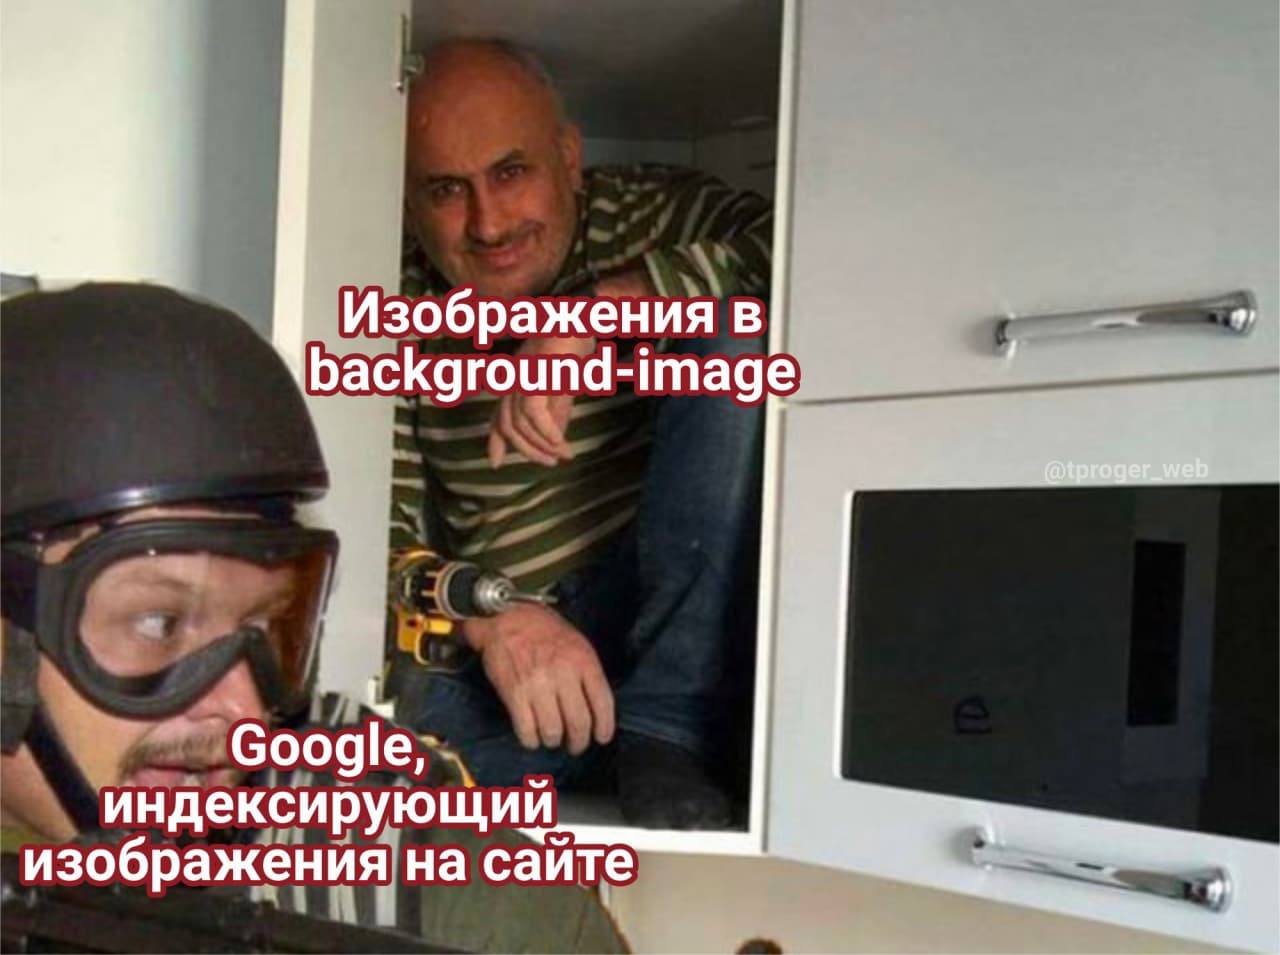 Изображения в
background-image
@tproger_web
Google,
индексирующий
изображения на сайте